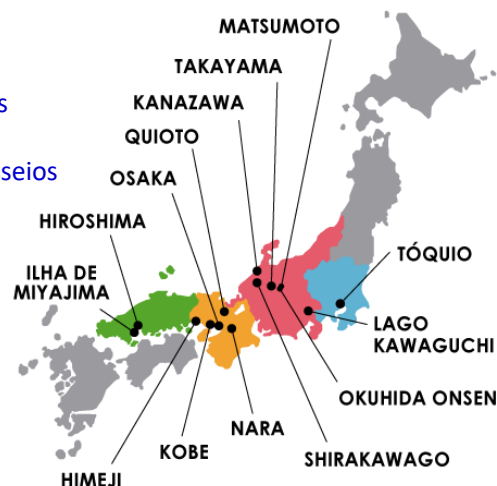 MATSUMOTO
TAKAYAMA
KANAZAWA
QUIOTO
OSAKA
HIROSHIMA
ILHA DE
MIYAJIMA
seios
TÓQUIO
LAGO
KAWAGUCHI
OKUHIDA ONSEN
NARA
SHIRAKAWAGO
KOBE
HIMEJI